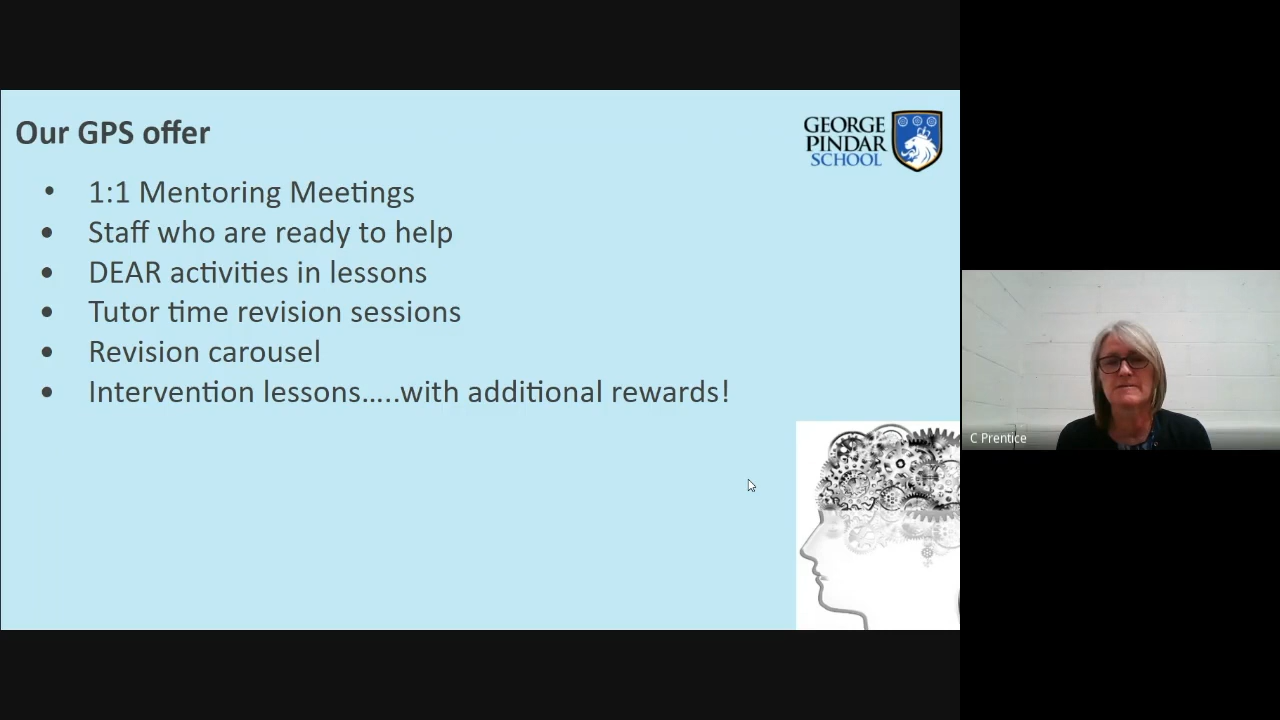 Our GPS offer
GEORGE
PINDAR
SCHOOL
• 1:1 Mentoring Meetings
• Staff who are ready to help
• DEAR activities in lessons
• Tutor time revision sessions
• Revision carousel
• Intervention lessons.....with additional rewards!
C Prentice